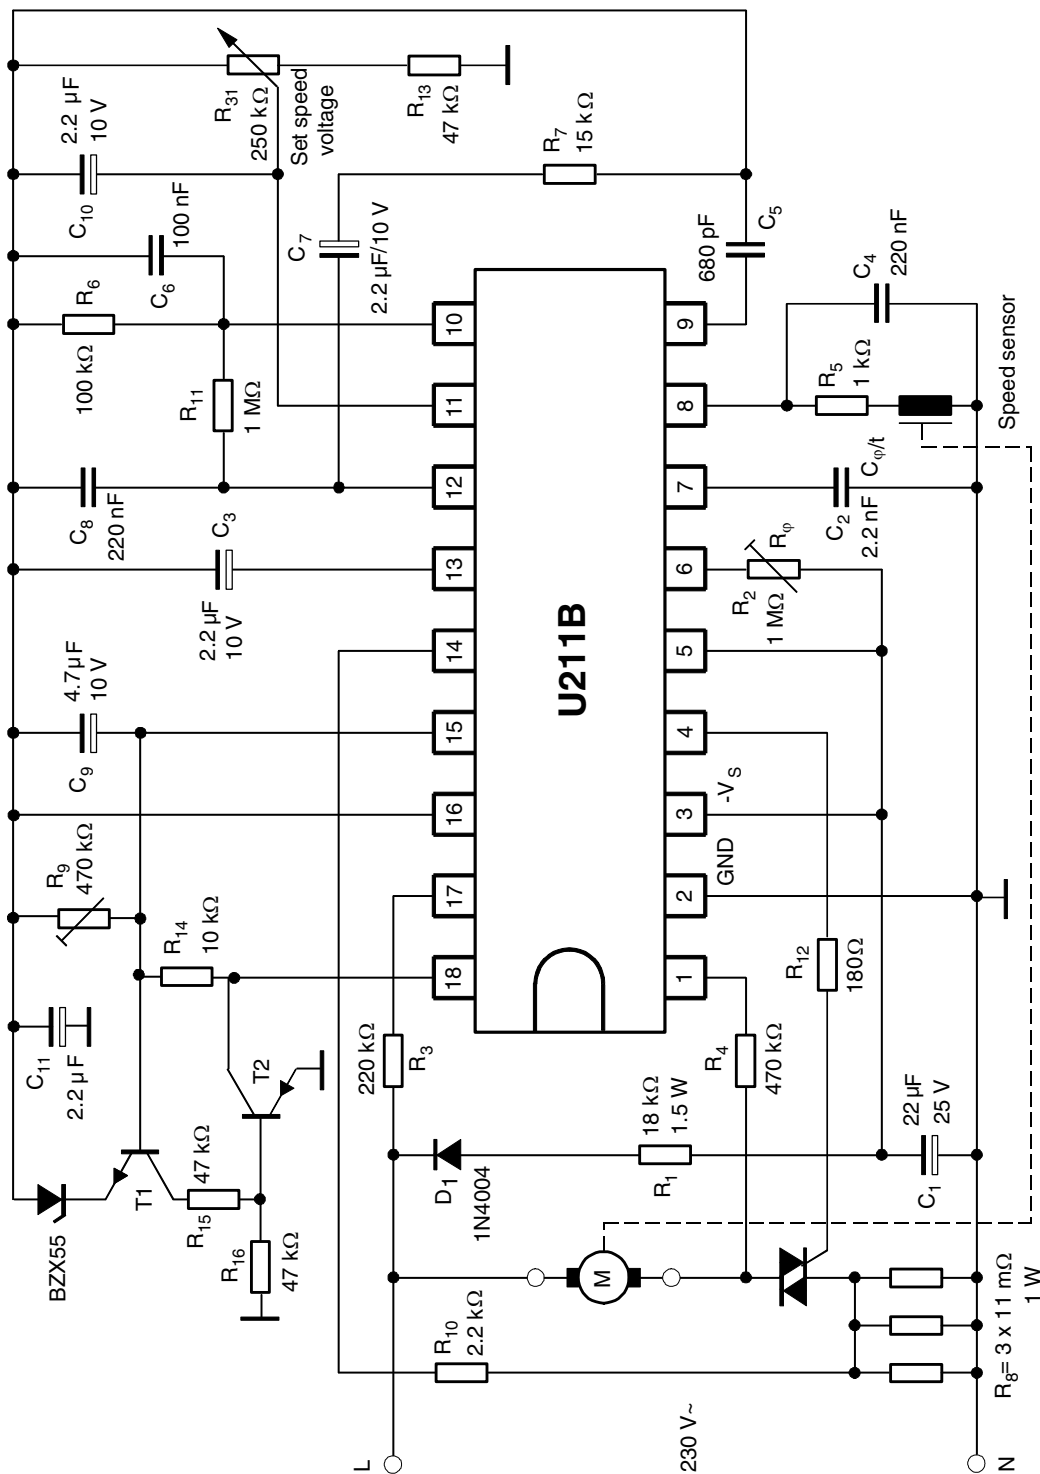 L
230 V~
N
R10
2.2 kΩ
R8= 3 x 11 mΩ
1 W
M
BZX55
T1
R15
47 kΩ
R16
47 kΩ
T2
D1
1N4004
R1
18 kΩ
1.5 W
C1
22 µF
25 V
C11
2.2 µF
220 kΩ
R3
R4
470 kΩ
R12
180Ω
R14
10 kΩ
R9
470 kΩ
C9
4.7µF
10 V
2.2 µF
10 V
C3
C8
220 nF
R11
1 MΩ
100 kΩ
R6
C6
100 nF
C10
2.2 µF
10 V
R31
250 kΩ
Set speed
voltage
R13
47 kΩ
C7
2.2 µF/10 V
R7
15 kΩ
680 pF
C5
18
17
16
15
14
13
12
11
10
U211B
1
2
3
4
5
6
7
8
9
GND
-VS
R2
1 MΩ
Rφ
C2
2.2 nF
Cφ/t
R5
1 kΩ
C4
220 nF
Speed sensor